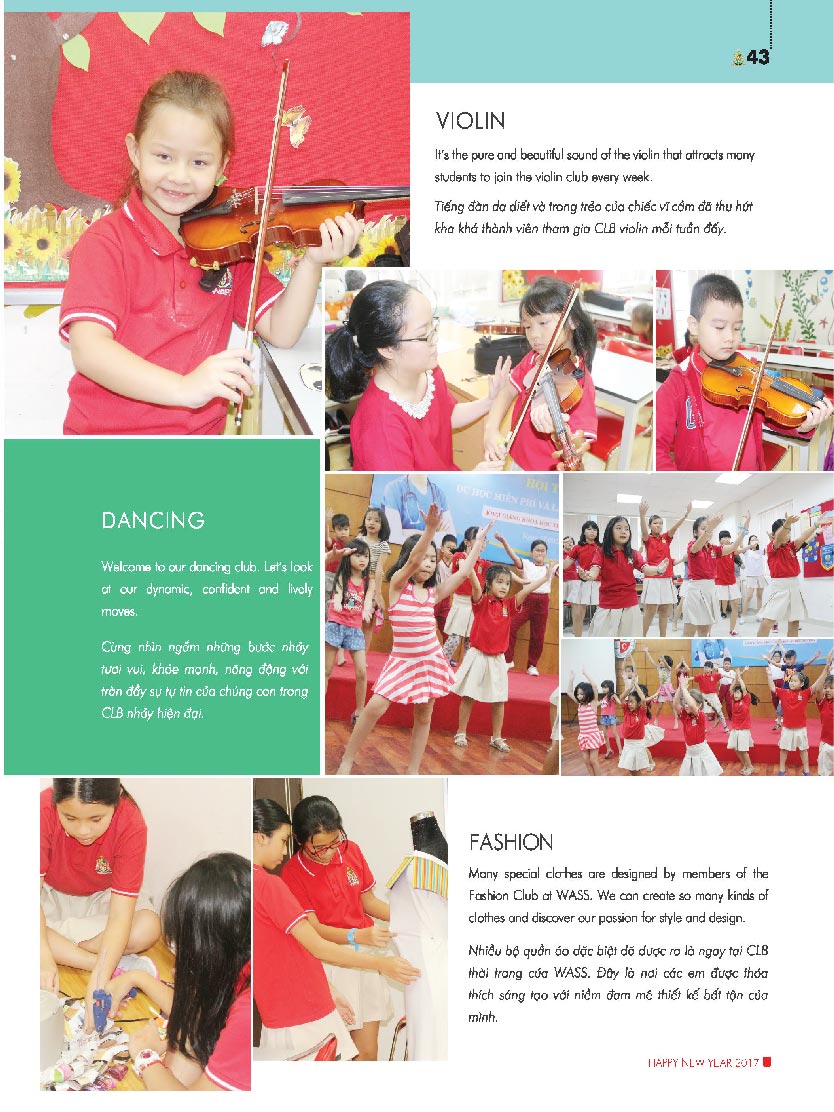 43
VIOLIN
It's the pure and beautiful sound of the violin that attracts many
students to join the violin club every week.
Tiếng đàn da diết và trong trẻo của chiếc vĩ cầm đã thu hút
kha khá thành viên tham gia CLB violin mỗi tuần đấy.
DANCING
Welcome to our dancing club. Let's look
at our dynamic, confident and lively
moves.
Cùng nhìn ngắm những bước nhảy
tươi vui, khỏe mạnh, năng động với
tràn đầy sự tự tin của chúng con trong
CLB nhảy hiện đại.
HỘI T
DU HỌC MIỄN PHÍ VÀ L
FASHION
Many special clothes are designed by members of the
Fashion Club at WASS. We can create so many kinds of
clothes and discover our passion for style and design.
Nhiều bộ quần áo đặc biệt đã được ra lò ngay tại CLB
thời trang của WASS. Đây là nơi các em được thỏa
thích sáng tạo với niềm đam mê thiết kế bất tận của
mình.
HAPPY NEW YEAR 2017